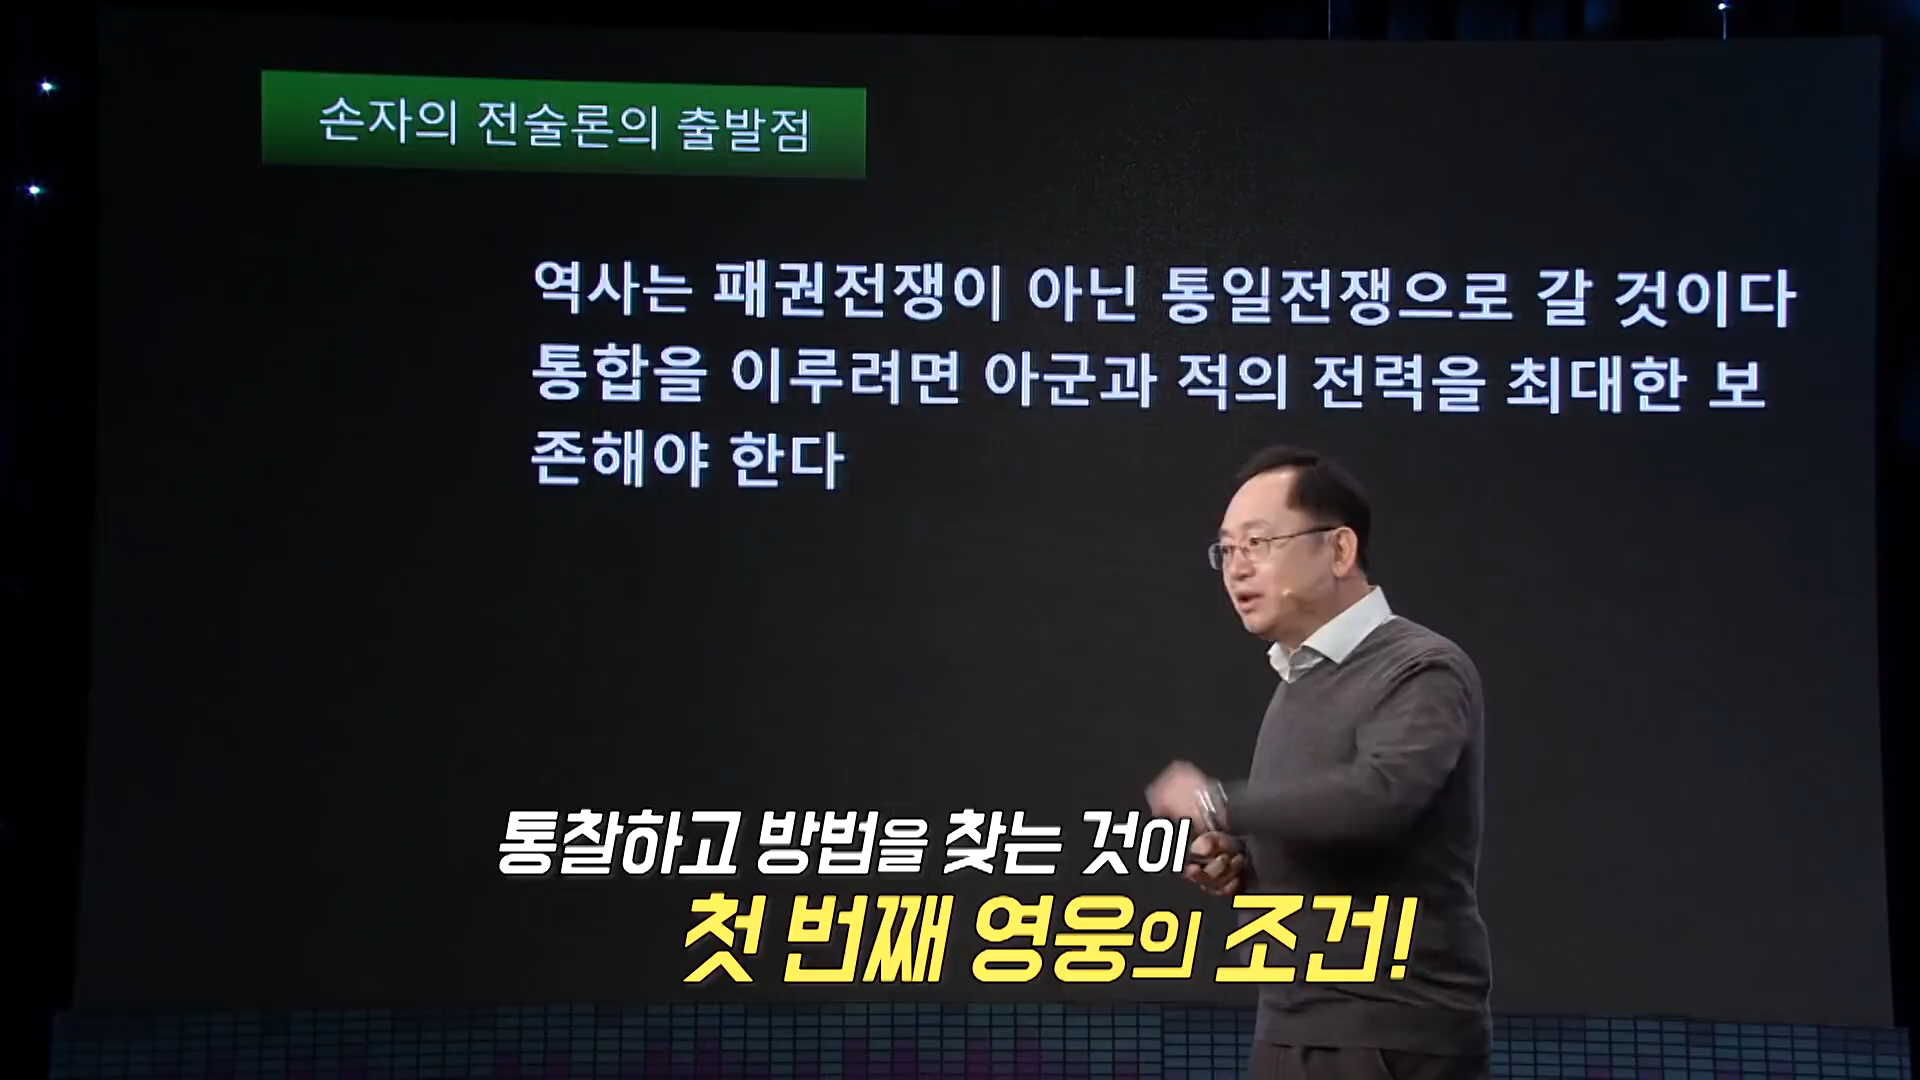 손자의 전술론의 출발점
역사는 패권전쟁이 아닌 통일전쟁으로 갈 것이다
통합을 이루려면 아군과 적의 전력을 최대한 보
존해야 한다
통찰하고 방법을 찾는 것이
첫 번째 영웅의 조건!